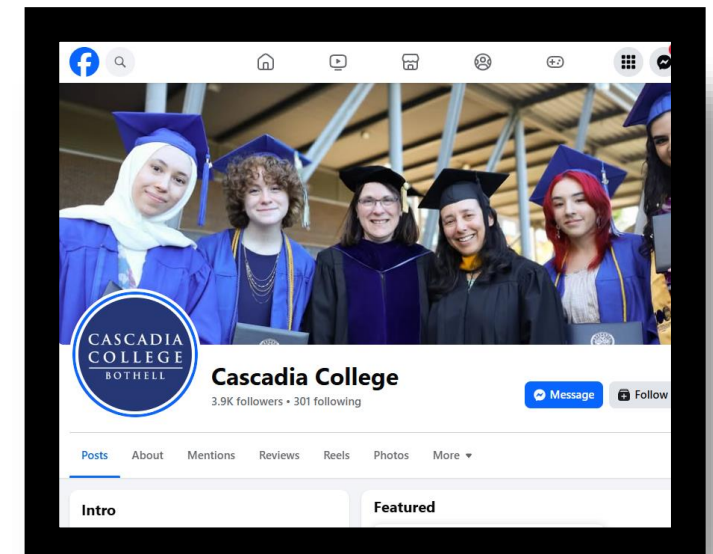 CASCADIA
COLLEGE
BOTHELL
Cascadia College
3.9K followers • 301 following
Message
Follow
Posts About Mentions Reviews Reels Photos More
Intro
Featured